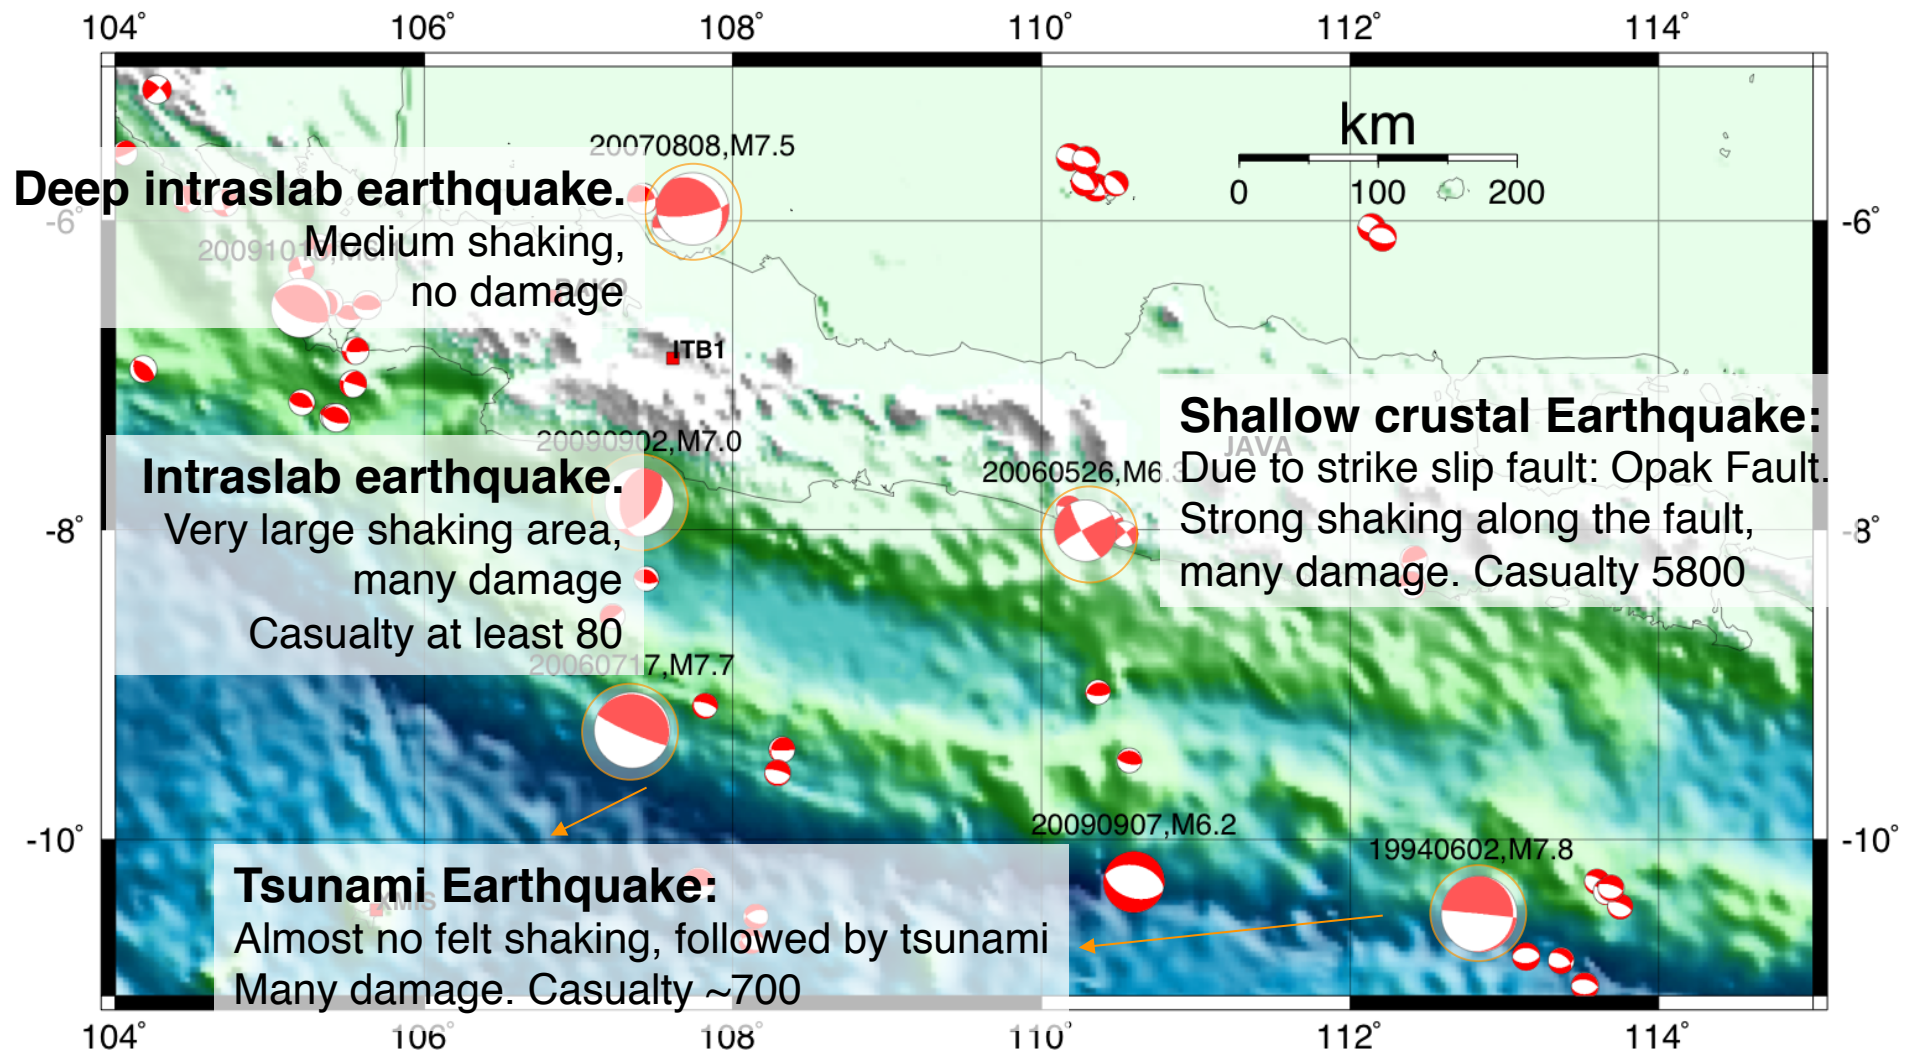 104° 106° 108° 110° 112° 114°
km
0 100 200
20070808,M7.5
Deep intraslab earthquake.
Medium shaking,
no damage
-6° -6°
ITB1
20090902,M7.0
Intraslab earthquake.
Very large shaking area,
many damage
Casualty at least 80
20060526,M6.3
JAVA
Shallow crustal Earthquake:
Due to strike slip fault: Opak Fault.
Strong shaking along the fault,
many damage. Casualty 5800
-8° -8°
20060717,M7.7
-10° -10°
20090907,M6.2
19940602,M7.8
Tsunami Earthquake:
Almost no felt shaking, followed by tsunami
Many damage. Casualty ~700
XMIS
104° 106° 108° 110° 112° 114°